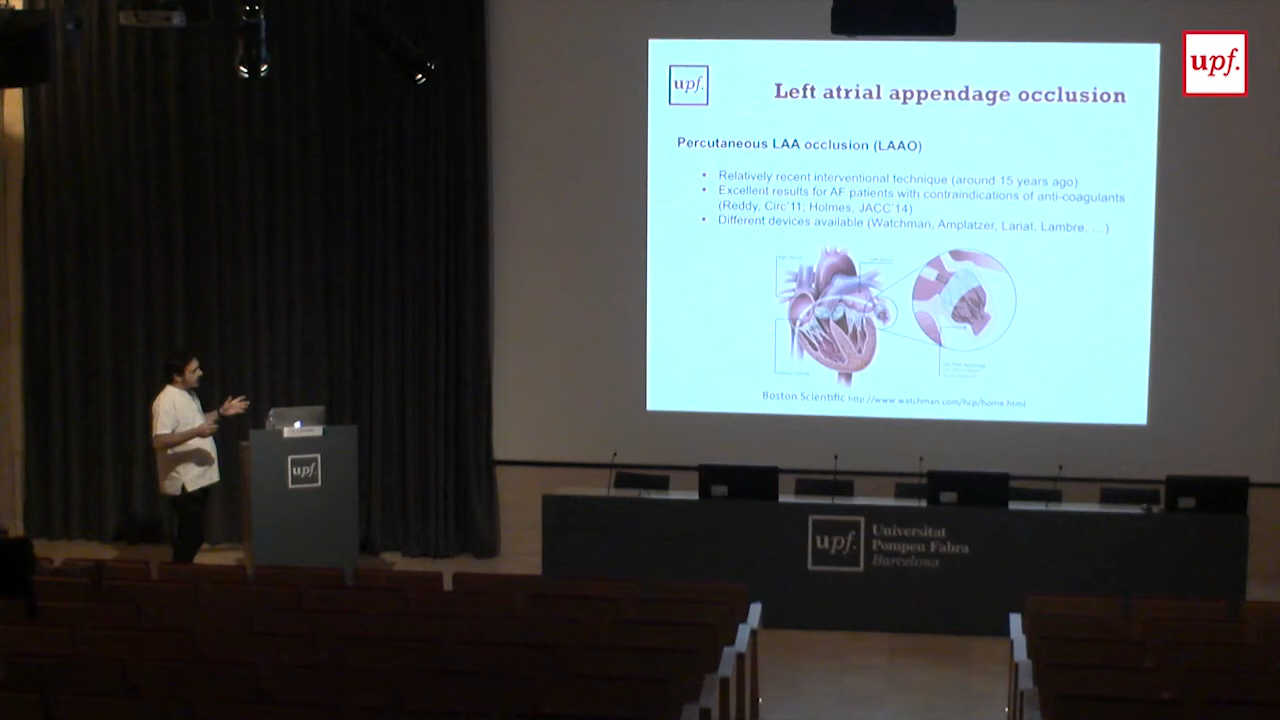 upf.
upf.
Left atrial appendage occlusion
Percutaneous LAA occlusion (LAAO)
• Relatively recent interventional technique (around 15 years ago)
• Excellent results for AF patients with contraindications of anti-coagulants
(Reddy, Circ'11; Holmes, JACC'14)
• Different devices available (Watchman, Amplatzer, Lariat, Lambre, …)
Boston Scientific http://www.watchman.com/hcp/home.html
upf.
upf.
Universitat
Pompeu Fabra
Barcelona